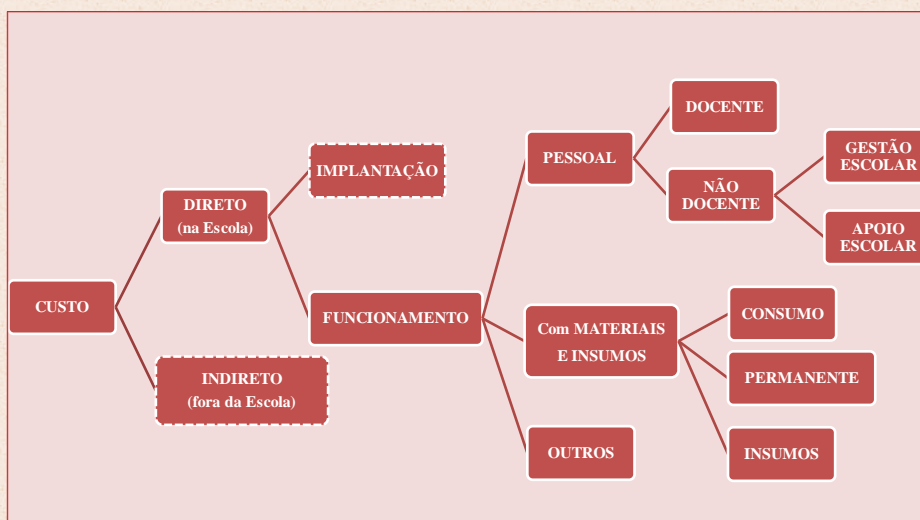 CUSTO
DIRETO
(na Escola)
INDIRETO
(fora da Escola)
IMPLANTAÇÃO
FUNCIONAMENTO
PESSOAL
Com MATERIAIS
E INSUMOS
OUTROS
DOCENTE
NÃO
DOCENTE
GESTÃO
ESCOLAR
APOIO
ESCOLAR
CONSUMO
PERMANENTE
INSUMOS